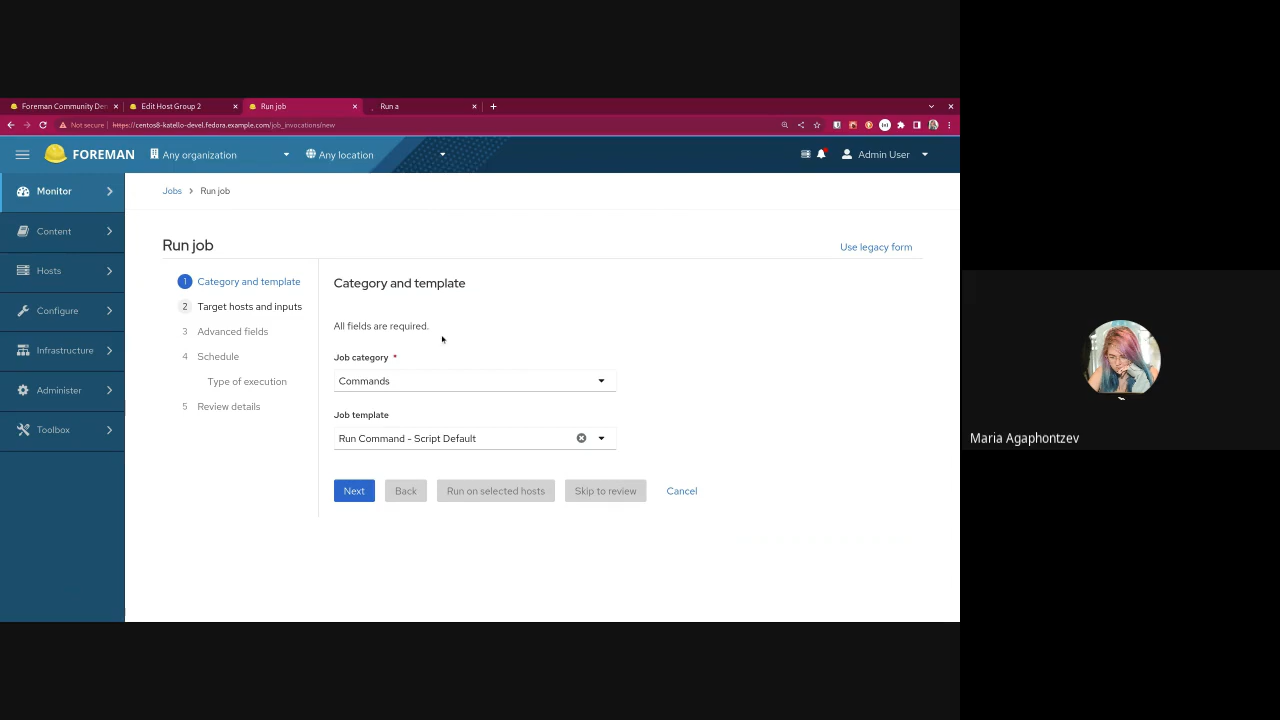 Foreman Community Den
Edit Host Group 2
Run job
Run a
Not secure
https://centos8-katello-devel.fedora.example.com/job_invocations/new
FOREMAN
Any organization
Any location
Admin User
Monitor
Content
Hosts
Configure
Infrastructure
Administer
Toolbox
Jobs
Run job
Run job
Use legacy form
1 Category and template
2 Target hosts and inputs
3 Advanced fields
4 Schedule
Type of execution
5 Review details
Category and template
All fields are required.
Job category *
Commands
Job template
Run Command - Script Default
Next
Back
Run on selected hosts
Skip to review
Cancel
Maria Agaphontzev